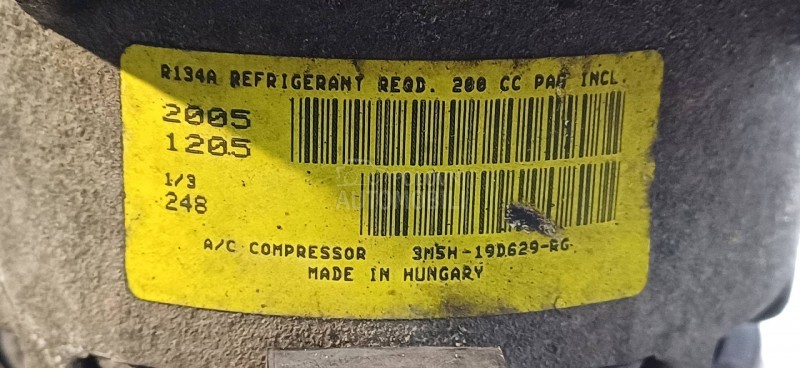 R134A REFRIGERANT REQD. 200 CC PAG INCL.
2005
1205
1/3
248
A/C COMPRESSOR 3M5H-19D629-RG
MADE IN HUNGARY